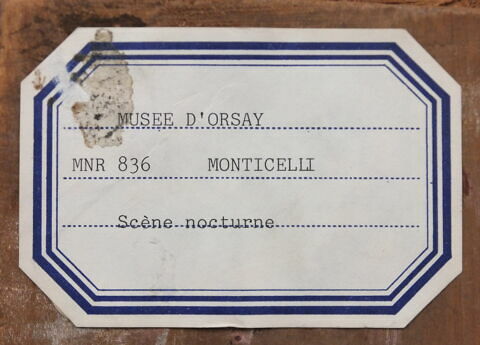 MUSEE D'ORSAY
MNR 836 MONTICELLI
Scène nocturne